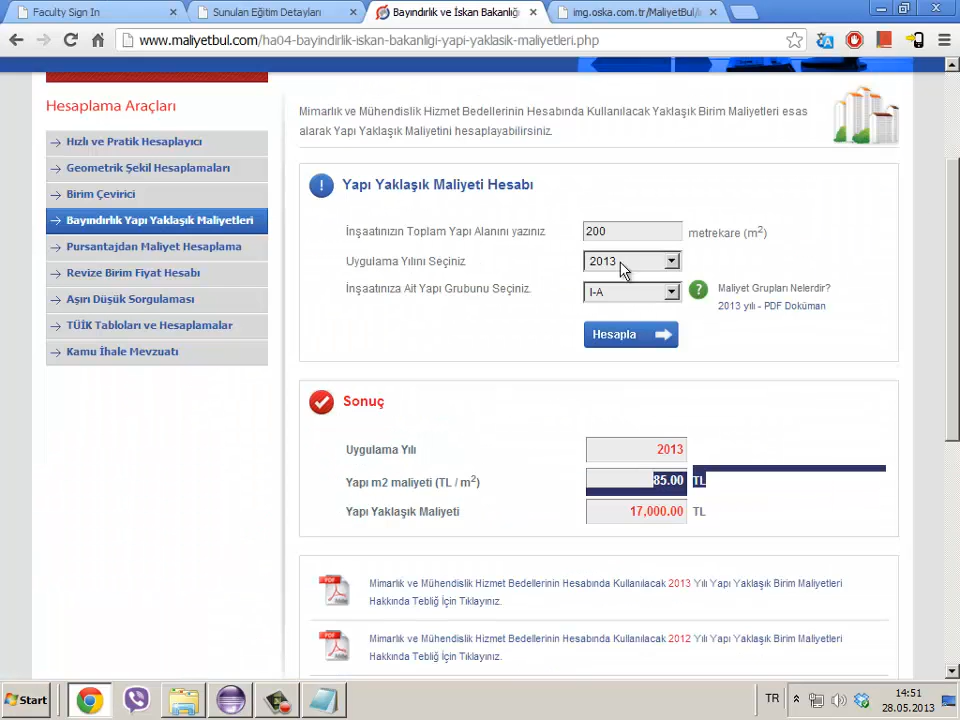 Faculty Sign In
Sunulan Eğitim Detayları
Bayındırlık ve İskan Bakanlığı
img.oska.com.tr/MaliyetBul/i
www.maliyetbul.com/ha04-bayindirlik-iskan-bakanligi-yapi-yaklasik-maliyetleri.php
Hesaplama Araçları
Hızlı ve Pratik Hesaplayıcı
Geometrik Şekil Hesaplamaları
Birim Çevirici
Bayındırlık Yapı Yaklaşık Maliyetleri
Pursantajdan Maliyet Hesaplama
Revize Birim Fiyat Hesabı
Aşırı Düşük Sorgulaması
TÜİK Tabloları ve Hesaplamalar
Kamu İhale Mevzuatı
Mimarlık ve Mühendislik Hizmet Bedellerinin Hesabında Kullanılacak Yaklaşık Birim Maliyetleri esas
alarak Yapı Yaklaşık Maliyetini hesaplayabilirsiniz.
Yapı Yaklaşık Maliyeti Hesabı
İnşaatınızın Toplam Yapı Alanını yazınız 200 metrekare (m2)
Uygulama Yılını Seçiniz 2013
İnşaatınıza Ait Yapı Grubunu Seçiniz. I-A Maliyet Grupları Nelerdir?
2013 yılı - PDF Doküman
Hesapla
Sonuç
Uygulama Yılı 2013
Yapı m2 maliyeti (TL / m2) 85.00 TL
Yapı Yaklaşık Maliyeti 17,000.00 TL
Mimarlık ve Mühendislik Hizmet Bedellerinin Hesabında Kullanılacak 2013 Yılı Yapı Yaklaşık Birim Maliyetleri
Hakkında Tebliğ İçin Tıklayınız.
Mimarlık ve Mühendislik Hizmet Bedellerinin Hesabında Kullanılacak 2012 Yılı Yapı Yaklaşık Birim Maliyetleri
Hakkında Tebliğ İçin Tıklayınız.
Start
TR
14:51
28.05.2013